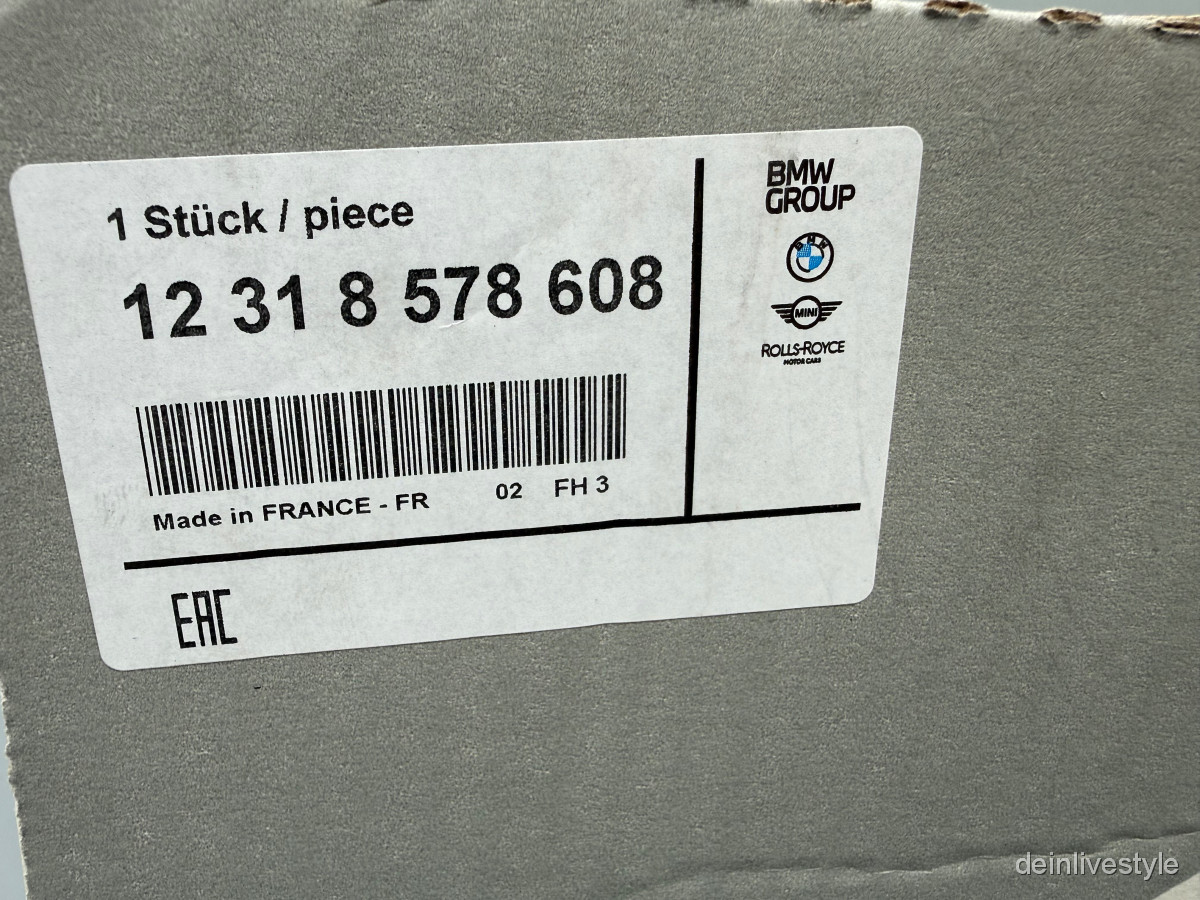 1 Stück / piece
12 31 8 578 608
Made in FRANCE - FR 02 FH 3
EAC
BMW
GROUP
BMW
MINI
ROLLS-ROYCE
MOTOR CARS
deinlivestyle